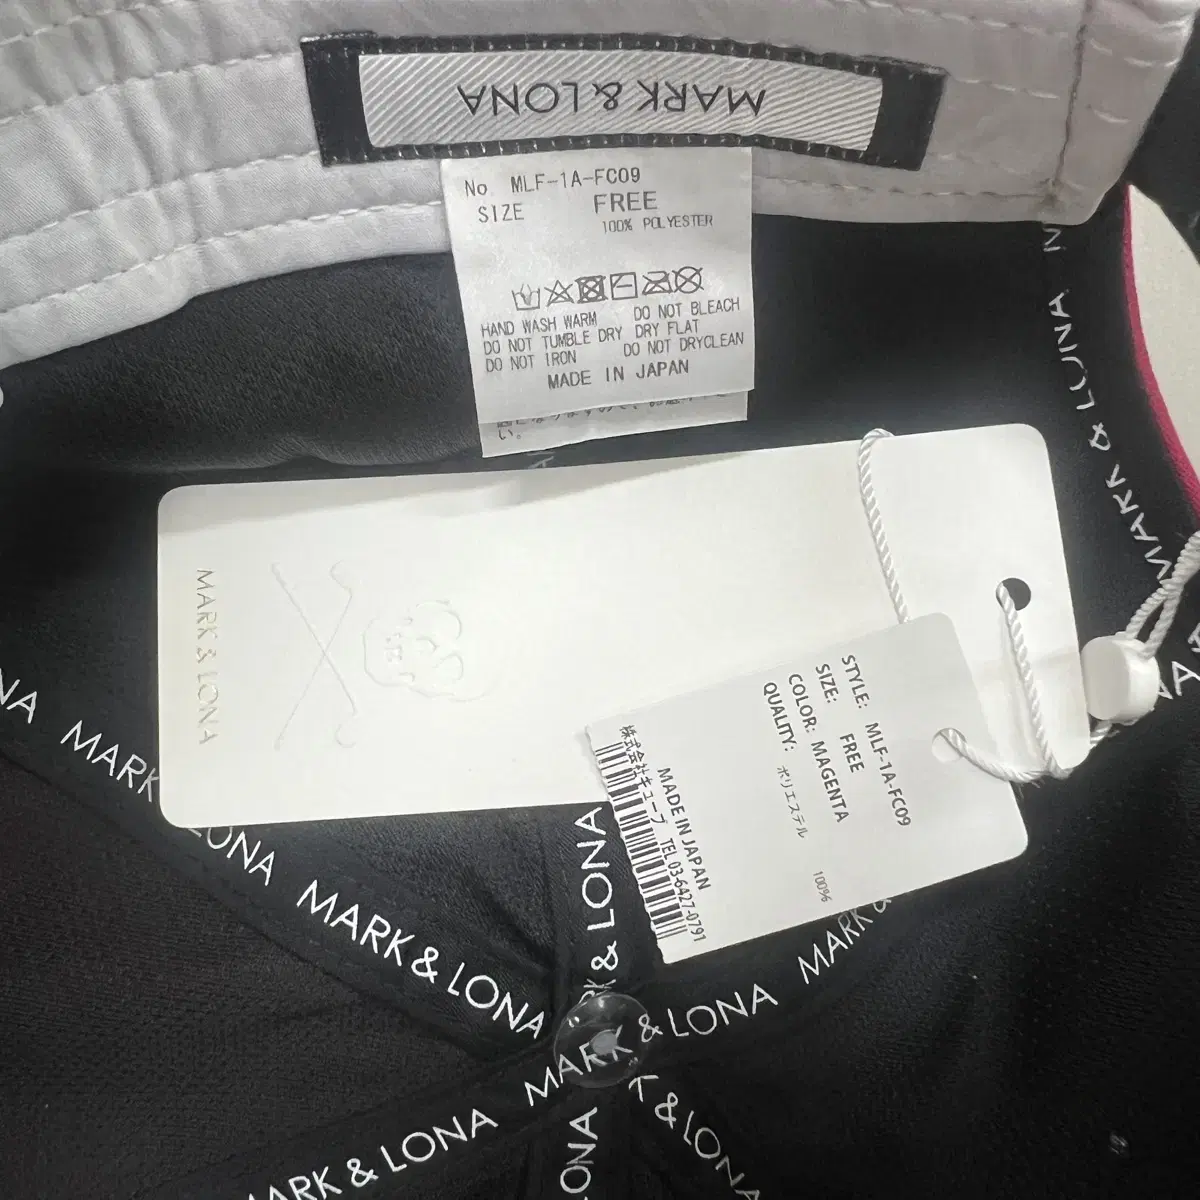 MARK & LONA
No MLF-1A-FC09
SIZE FREE
100% POLYESTER
HAND WASH WARM DO NOT BLEACH
DO NOT TUMBLE DRY DRY FLAT
DO NOT IRON DO NOT DRYCLEAN
MADE IN JAPAN
い。
MARK & LONA
STYLE: MLF-1A-FC09
SIZE: FREE
COLOR: MAGENTA
QUALITY: ポリエステル 100%
MADE IN JAPAN
株式会社キューブ TEL 03-6427-0791
MARK & LONA
NA MARK
LONA MARK & LONA
MARK & LONA
MARK & LONA MARK &
MARK & LONA
K & LONA